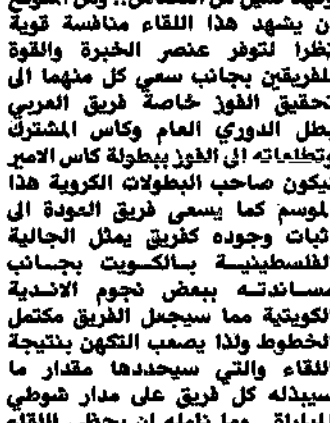 ن يشهد هذا اللقاء منافسة قوية
نظرا لتوفر عنصر الخبرة والقوة
للفريقين بجانب سعي كل منهما الى
تحقيق الفوز خاصة فريق العربي
بطل الدوري العام وكاس المشترك
وتطلعاته الى الفوز ببطولة كاس الامير
ليكون صاحب البطولات الكروية هذا
الموسم كما يسعى فريق العودة الى
ثبات وجوده كفريق يمثل الجالية
الفلسطينية بالكويت بجانب
مساندته ببعض نجوم الاندية
الكويتية مما سيجعل الفريق مكتمل
الخطوط ولذا يصعب التكهن بنتيجة
اللقاء والتي سيحددها مقدار ما
سيبذله كل فريق على مدار شوطي